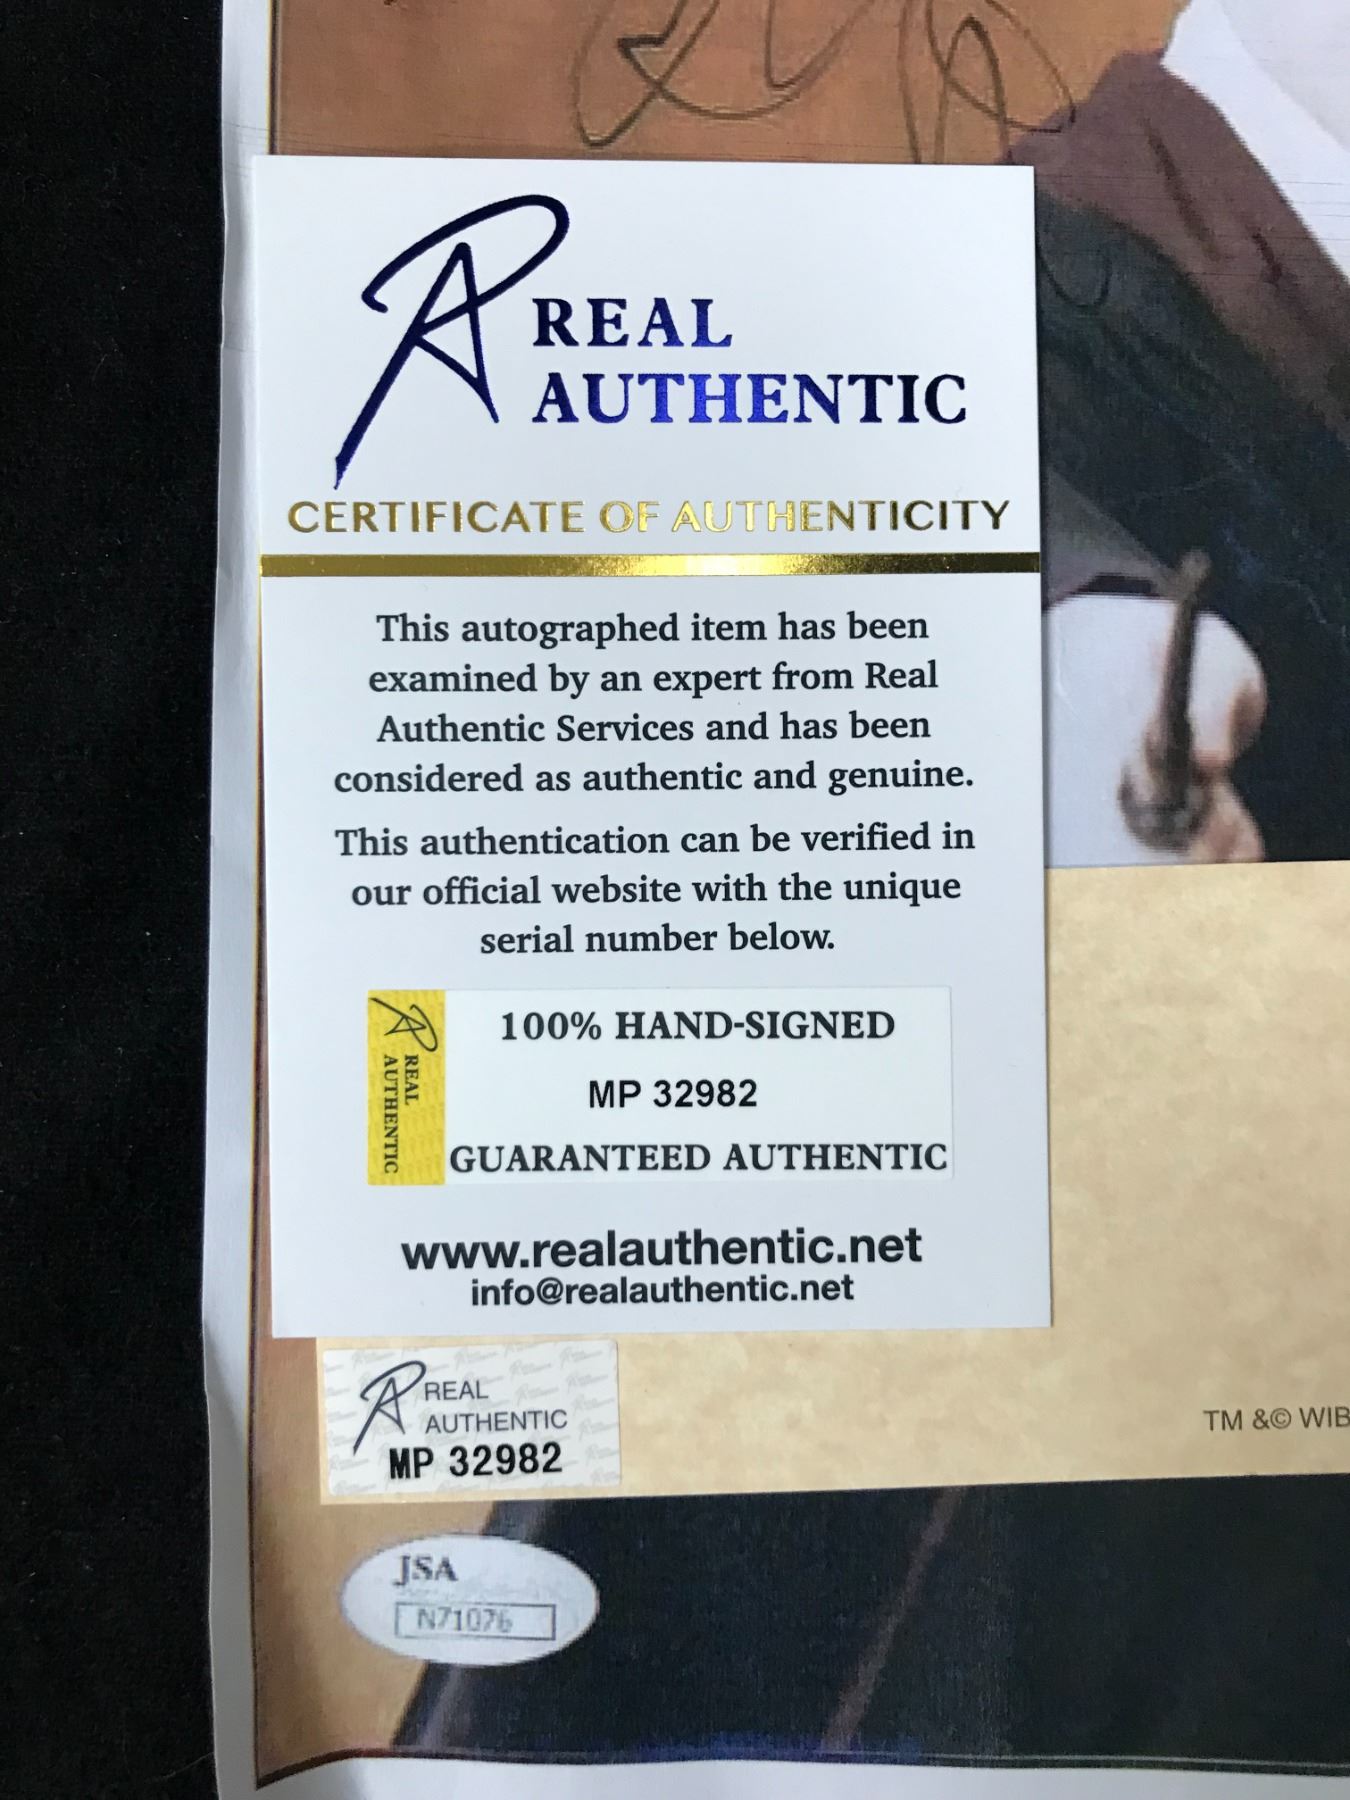 REAL
AUTHENTIC
CERTIFICATE OF AUTHENTICITY
This autographed item has been
examined by an expert from Real
Authentic Services and has been
considered as authentic and genuine.
This authentication can be verified in
our official website with the unique
serial number below.
REAL
AUTHENTIC
100% HAND-SIGNED
MP 32982
GUARANTEED AUTHENTIC
www.realauthentic.net
info@realauthentic.net
REAL
AUTHENTIC
MP 32982
TM &© WIB
JSA
N71076